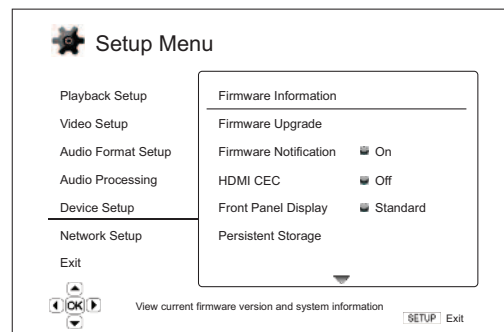 Setup Menu
Playback Setup
Video Setup
Audio Format Setup
Audio Processing
Device Setup
Network Setup
Exit
Firmware Information
Firmware Upgrade
Firmware Notification On
HDMI CEC Off
Front Panel Display Standard
Persistent Storage
OK
View current firmware version and system information
SETUP Exit